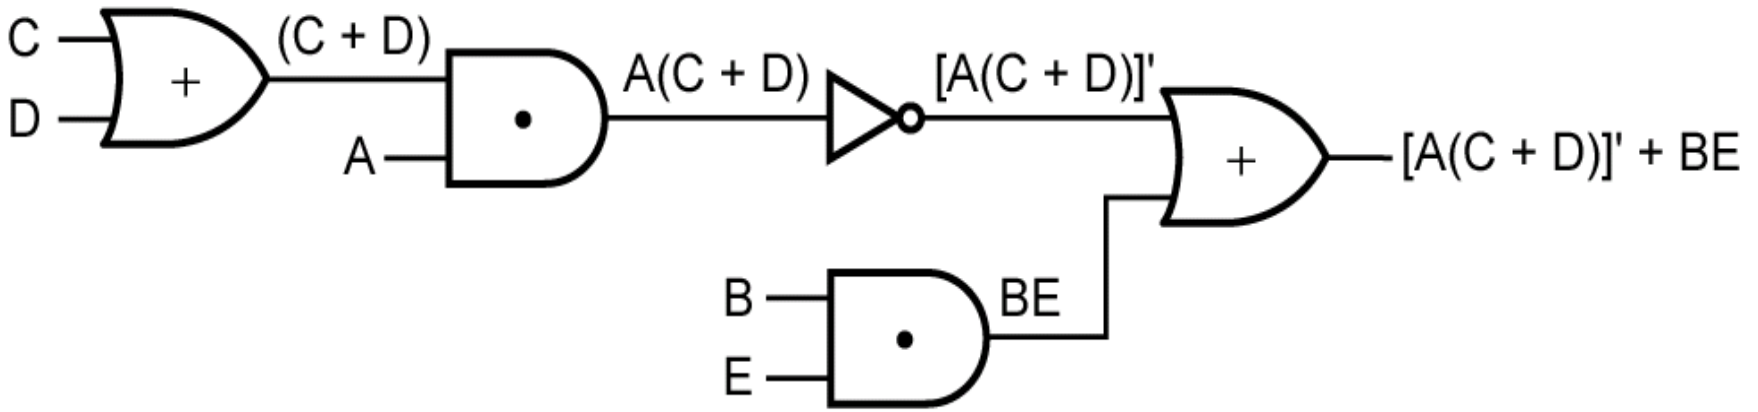 C
D
+
(C + D)
A
•
A(C + D)
[A(C + D)]'
B
E
•
BE
+
[A(C + D)]' + BE